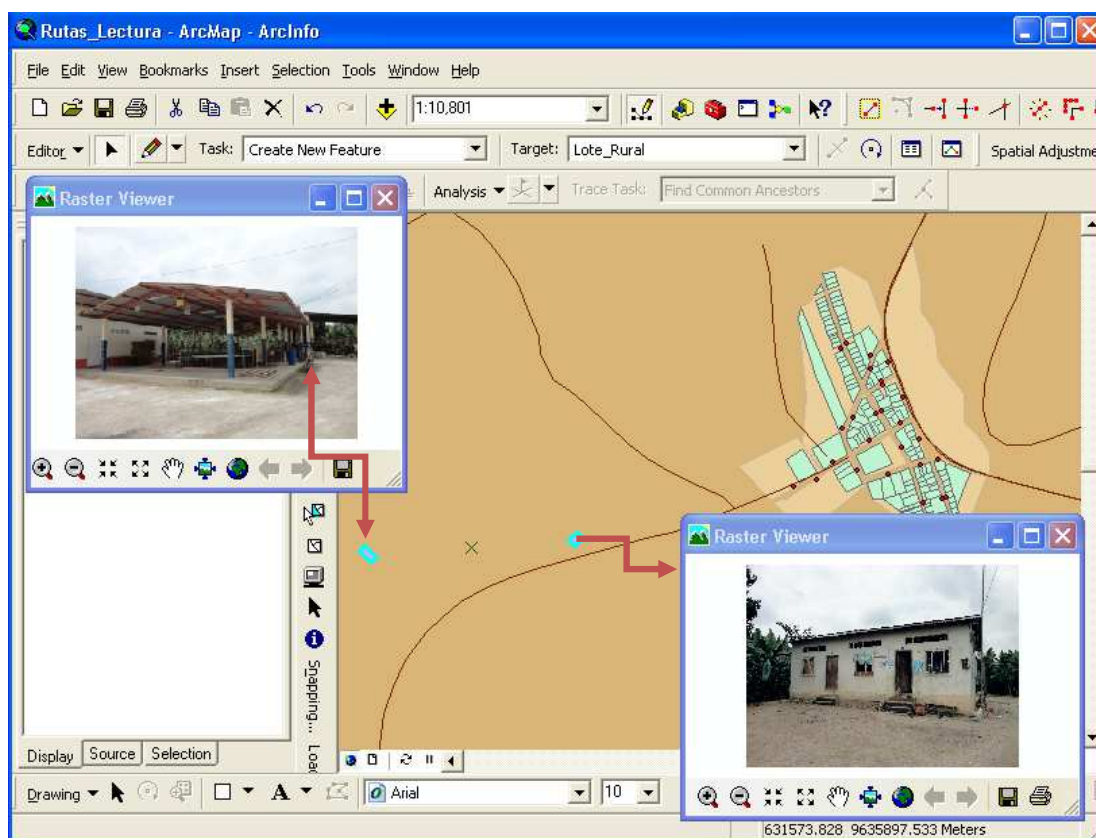 Rutas_Lectura - ArcMap - ArcInfo
File Edit View Bookmarks Insert Selection Tools Window Help
1:10,801
Editor Task: Create New Feature Target: Lote_Rural Spatial Adjustme
Raster Viewer
Analysis Trace Task: Find Common Ancestors
Raster Viewer
Snapping...
Loa
Display Source Selection
Drawing A Arial 10
631573.828 9635897.533 Meters